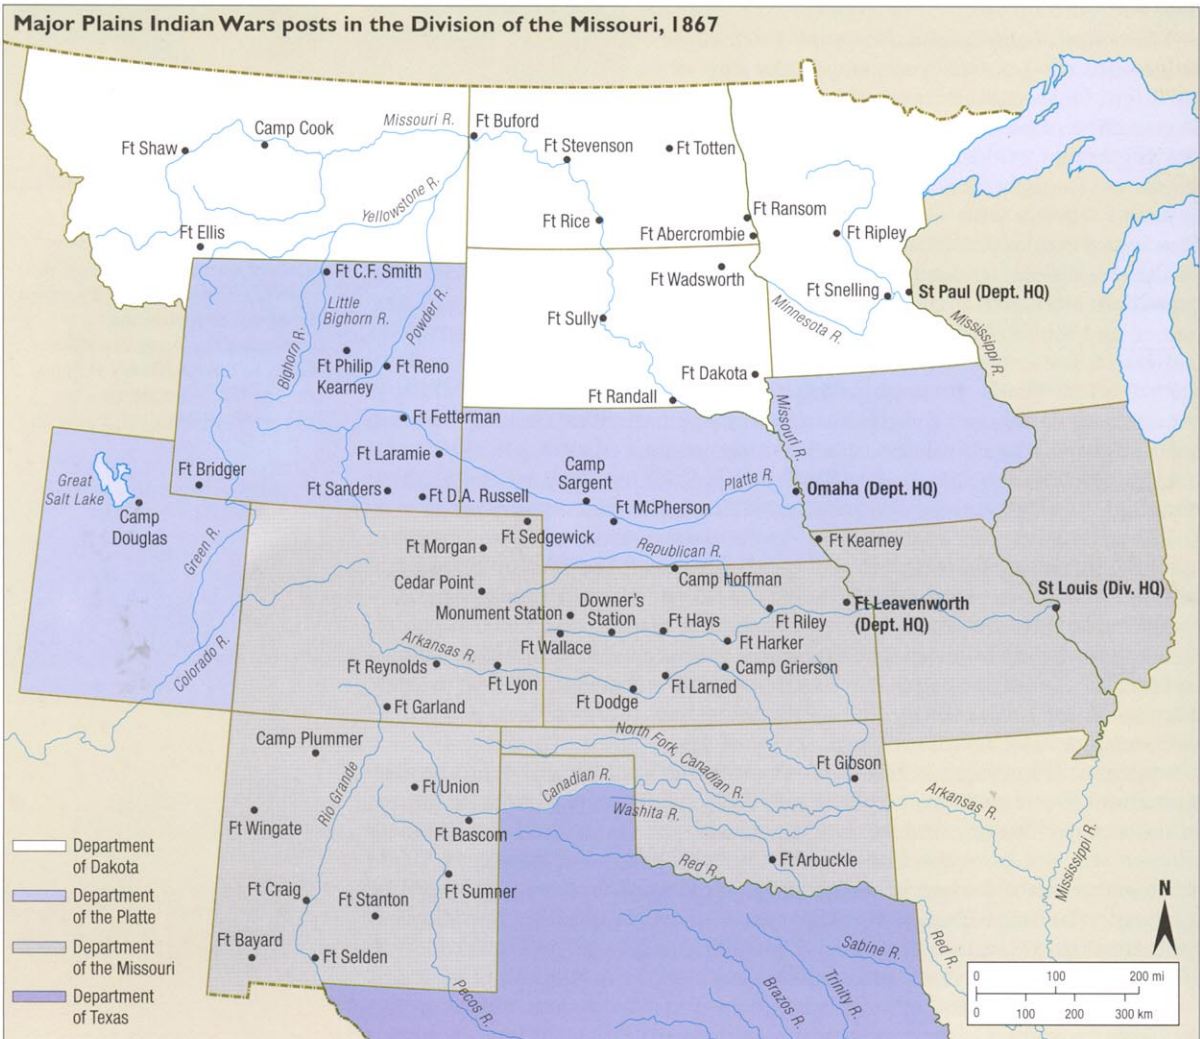 Major Plains Indian Wars posts in the Division of the Missouri, 1867
Missouri R.
Ft Buford
Camp Cook
Ft Shaw
Ft Stevenson
Ft Totten
Yellowstone R.
Ft Ellis
Ft Rice
Ft Ransom
Ft Abercrombie
Ft Ripley
Ft C.F. Smith
Ft Wadsworth
Ft Snelling
St Paul (Dept. HQ)
Little
Bighorn R.
Powder R.
Bighorn R.
Ft Sully
Minnesota R.
Mississippi R.
Ft Philip
Kearney
Ft Reno
Ft Dakota
Ft Randall
Missouri R.
Ft Fetterman
Ft Laramie
Great
Salt Lake
Ft Bridger
Camp
Douglas
Ft Sanders
Ft D.A. Russell
Camp
Sargent
Platte R.
Omaha (Dept. HQ)
Ft McPherson
Green R.
Ft Sedgewick
Ft Morgan
Republican R.
Ft Kearney
Cedar Point
Camp Hoffman
St Louis (Div. HQ)
Monument Station
Downer's
Station
Ft Hays
Ft Riley
Ft Leavenworth
(Dept. HQ)
Ft Wallace
Ft Harker
Colorado R.
Arkansas R.
Ft Reynolds
Ft Lyon
Camp Grierson
Ft Larned
Ft Dodge
Ft Garland
Camp Plummer
North Fork, Canadian R.
Ft Gibson
Rio Grande
Ft Union
Canadian R.
Washita R.
Arkansas R.
Ft Wingate
Ft Bascom
Mississippi R.
Red R.
Ft Arbuckle
Ft Craig
Ft Stanton
Ft Sumner
Ft Bayard
Ft Selden
Pecos R.
Brazos R.
Trinity R.
Sabine R.
Red R.
Department
of Dakota
Department
of the Platte
Department
of the Missouri
Department
of Texas
N
0 100 200 mi
0 100 200 300 km